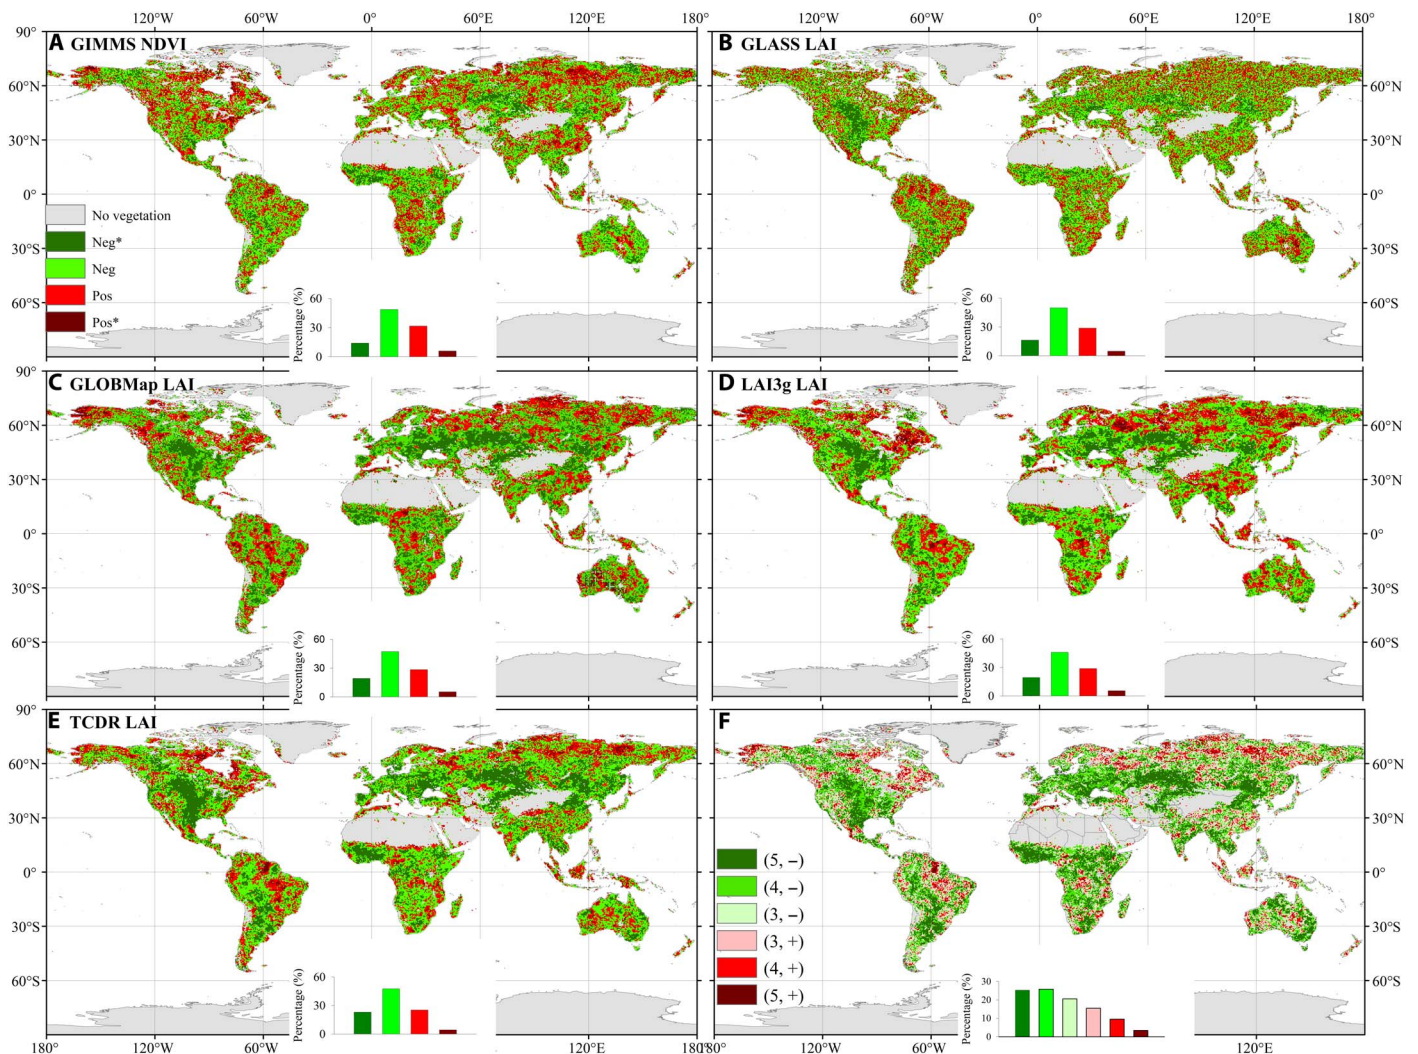 120°W 60°W 0° 60°E 120°E 180° 120°W 60°W 0° 60°E 120°E 180°
90°
A GIMMS NDVI
B GLASS LAI
60°N
60°N
30°N
30°N
0°
0°
No vegetation
Neg*
30°S
30°S
Neg
Pos
60°S
60°S
Pos*
Percentage (%)
60
30
0
Percentage (%)
60
30
0
90°
C GLOBMap LAI
D LAI3g LAI
60°N
60°N
30°N
30°N
0°
0°
30°S
30°S
60°S
60°S
Percentage (%)
60
30
0
Percentage (%)
60
30
0
90°
E TCDR LAI
F
60°N
60°N
30°N
30°N
0°
0°
(5, –)
(4, –)
30°S
30°S
(3, –)
(3, +)
60°S
60°S
(4, +)
(5, +)
Percentage (%)
60
30
0
Percentage (%)
30
20
10
0
180° 120°W 60°W 120°E 180° 180° 120°W 60°W 0° 60°E 120°E